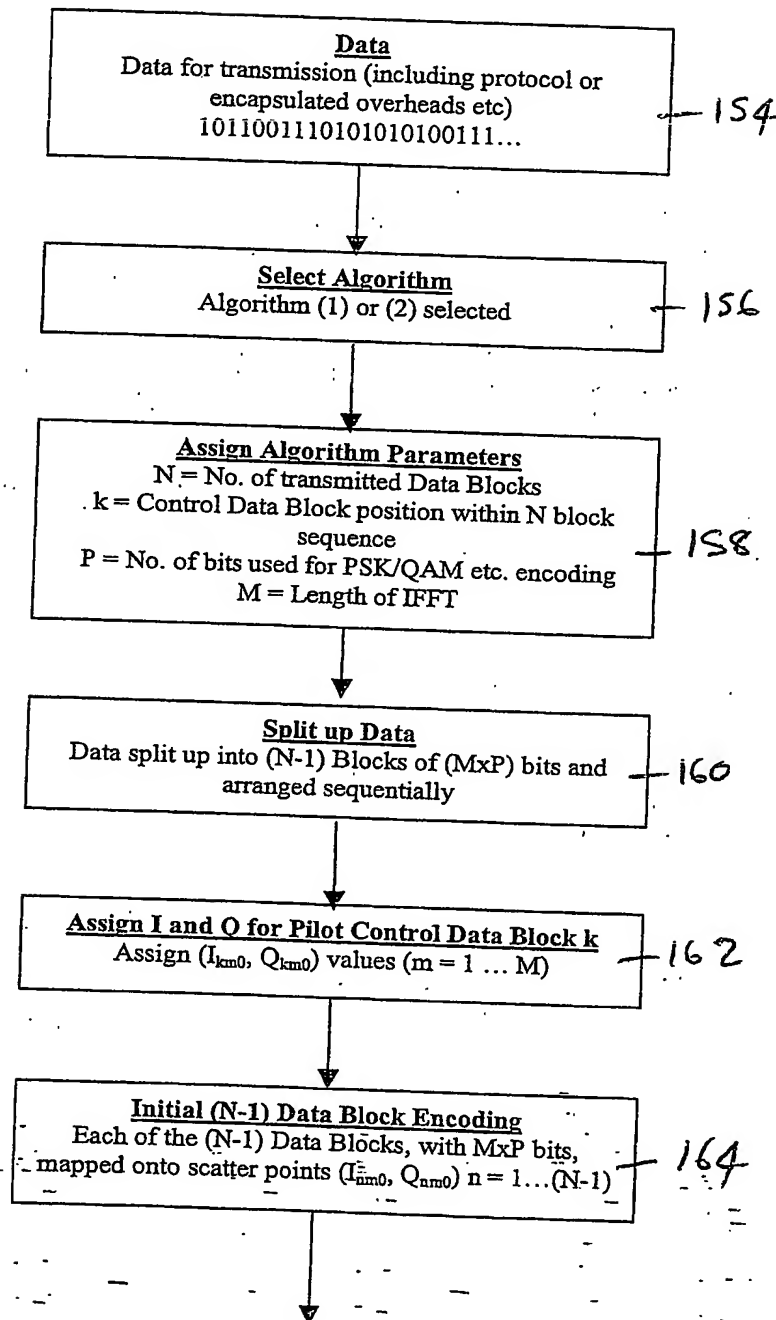 Data
Data for transmission (including protocol or
encapsulated overheads etc)
1011001110101010100111...
154
Select Algorithm
Algorithm (1) or (2) selected
156
Assign Algorithm Parameters
N = No. of transmitted Data Blocks
k = Control Data Block position within N block
sequence
P = No. of bits used for PSK/QAM etc. encoding
M = Length of IFFT
158
Split up Data
Data split up into (N-1) Blocks of (MxP) bits and
arranged sequentially
160
Assign I and Q for Pilot Control Data Block k
Assign (Ikm0, Qkm0) values (m = 1 ... M)
162
Initial (N-1) Data Block Encoding
Each of the (N-1) Data Blocks, with MxP bits,
mapped onto scatter points (Inm0, Qnm0) n = 1...(N-1)
164